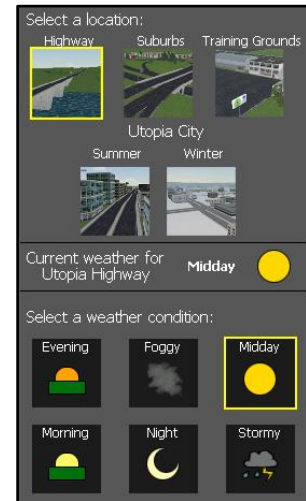 Select a location:
Highway Suburbs Training Grounds
Utopia City
Summer Winter
Current weather for
Utopia Highway Midday
Select a weather condition:
Evening Foggy Midday
Morning Night Stormy